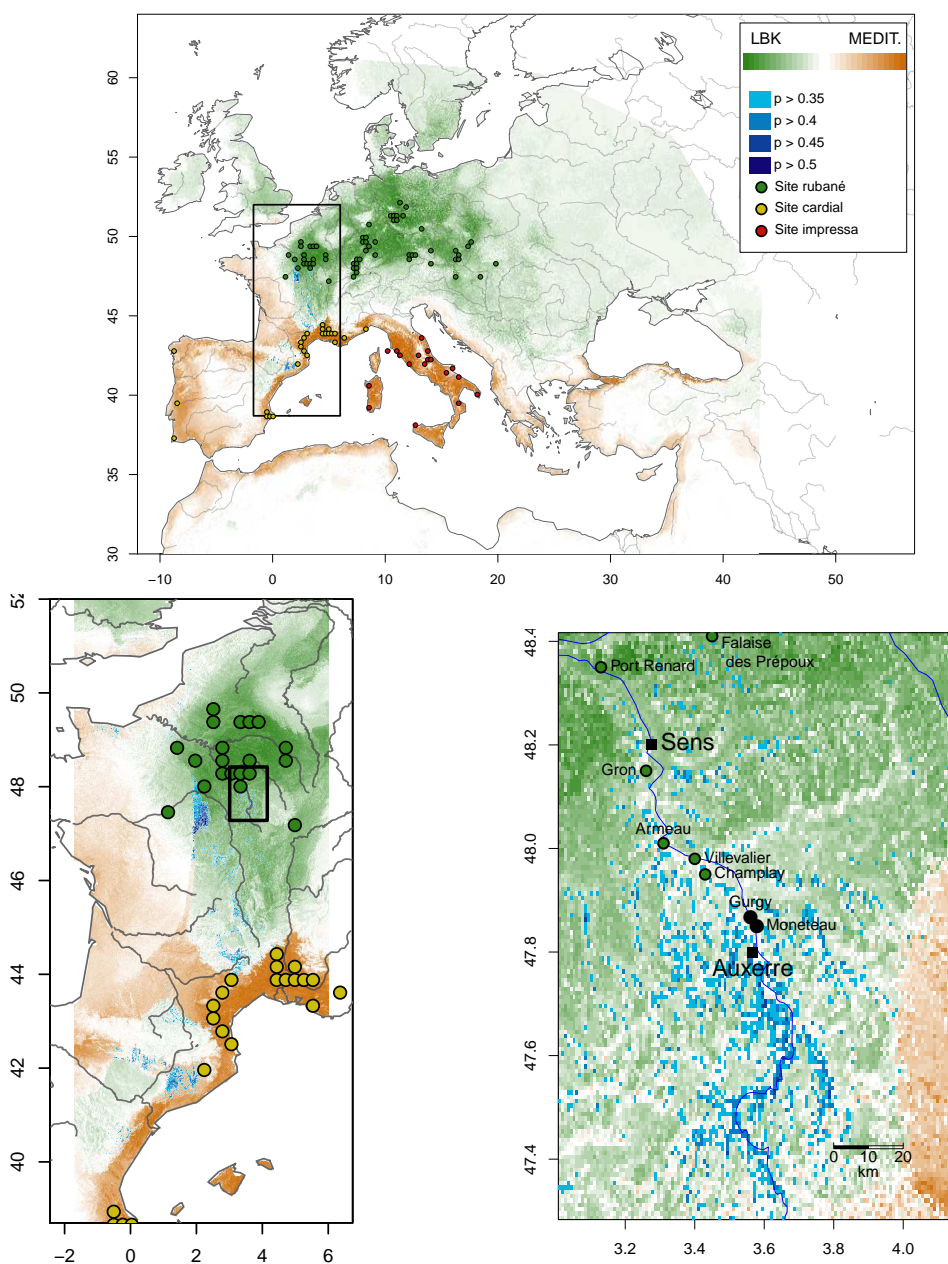 LBK MEDIT.
p > 0.35
p > 0.4
p > 0.45
p > 0.5
Site rubané
Site cardial
Site impressa
60
55
50
45
40
35
30
−10 0 10 20 30 40 50
52
50
48
46
44
42
40
−2 0 2 4 6
48.4
48.2
48.0
47.8
47.6
47.4
Falaise
des Prépoux
Port Renard
Sens
Gron
Armeau
Villevalier
Champlay
Gurgy
Moneteau
Auxerre
0 10 20
km
3.2 3.4 3.6 3.8 4.0